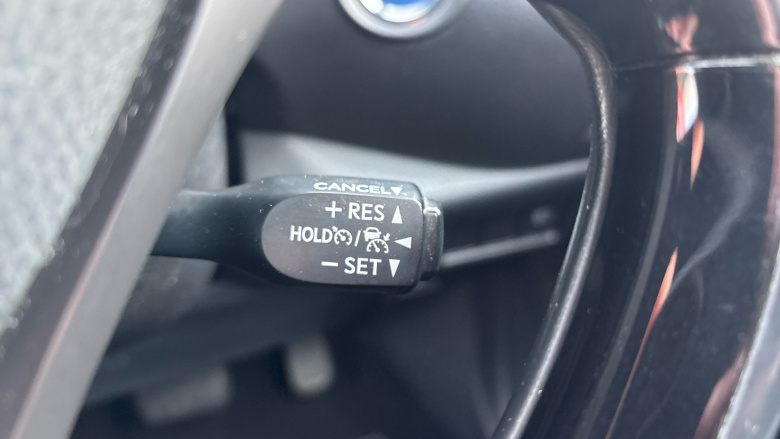 CANCEL▼
+ RES ▲
HOLD / ◀
− SET ▼